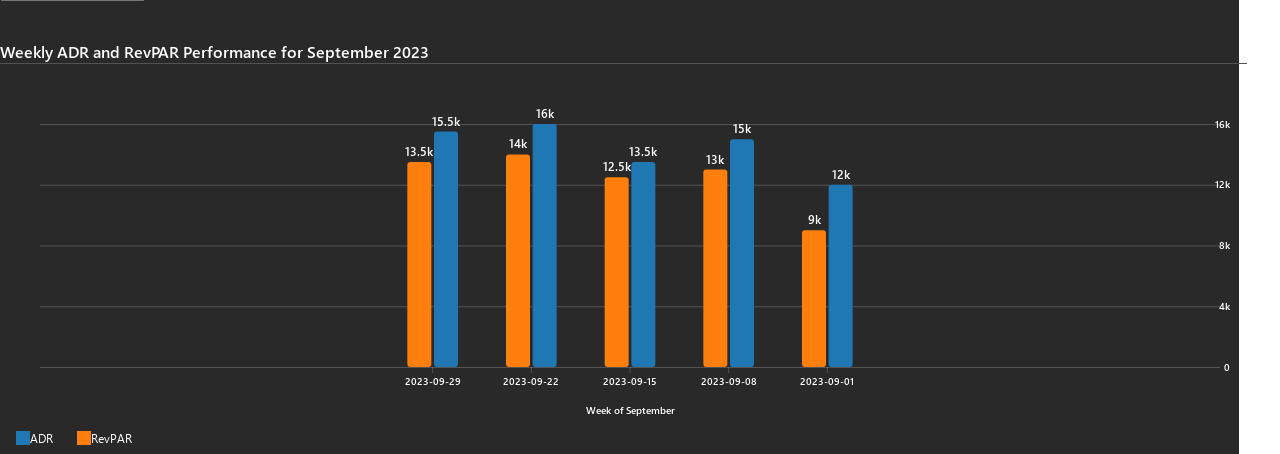 Weekly ADR and RevPAR Performance for September 2023
13.5k 15.5k 14k 16k 12.5k 13.5k 13k 15k 9k 12k
16k
12k
8k
4k
0
2023-09-29 2023-09-22 2023-09-15 2023-09-08 2023-09-01
Week of September
ADR RevPAR